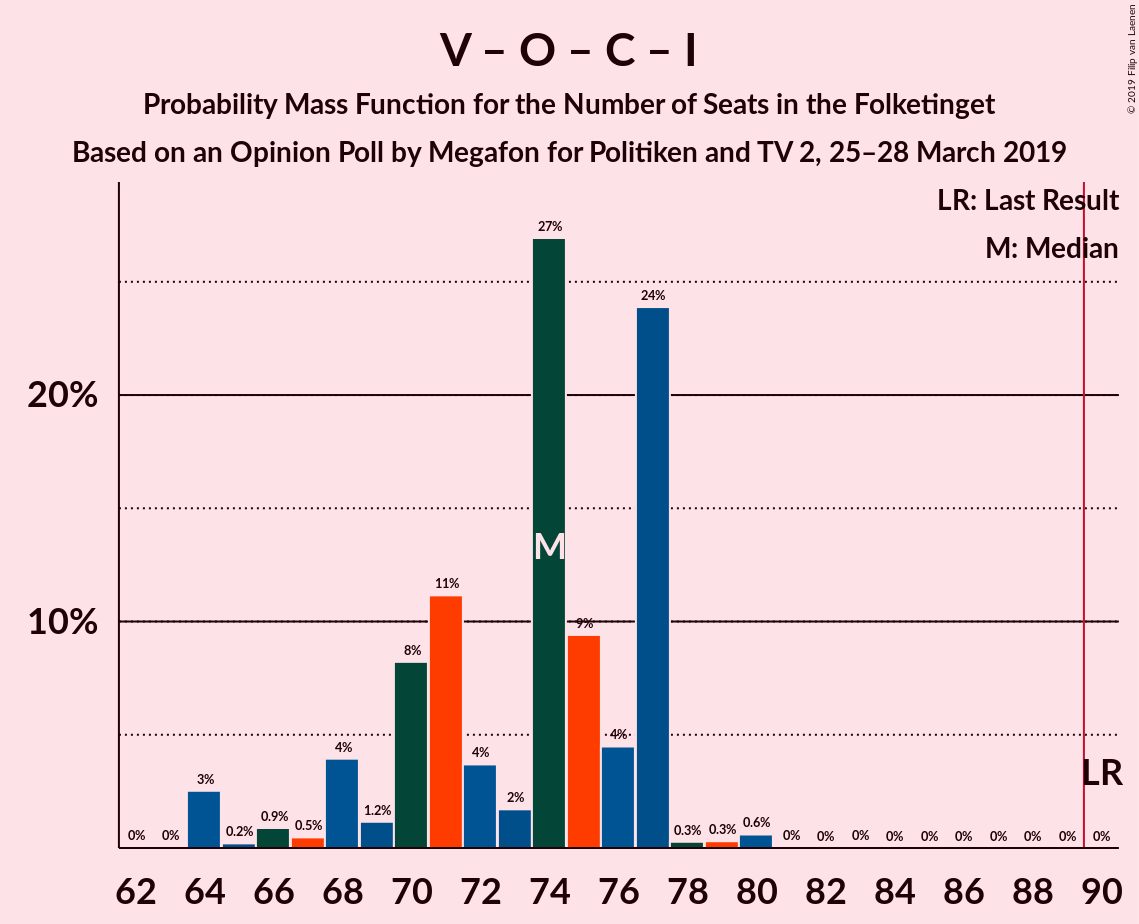 V – O – C – I
Probability Mass Function for the Number of Seats in the Folketinget
Based on an Opinion Poll by Megafon for Politiken and TV 2, 25–28 March 2019
© 2019 Filip van Laenen
LR: Last Result
M: Median
20%
10%
0% 0% 3% 0.2% 0.9% 0.5% 4% 1.2% 8% 11% 4% 2% 27% 9% 4% 24% 0.3% 0.3% 0.6% 0% 0% 0% 0% 0% 0% 0% 0% 0% 0%
M
LR
62 64 66 68 70 72 74 76 78 80 82 84 86 88 90